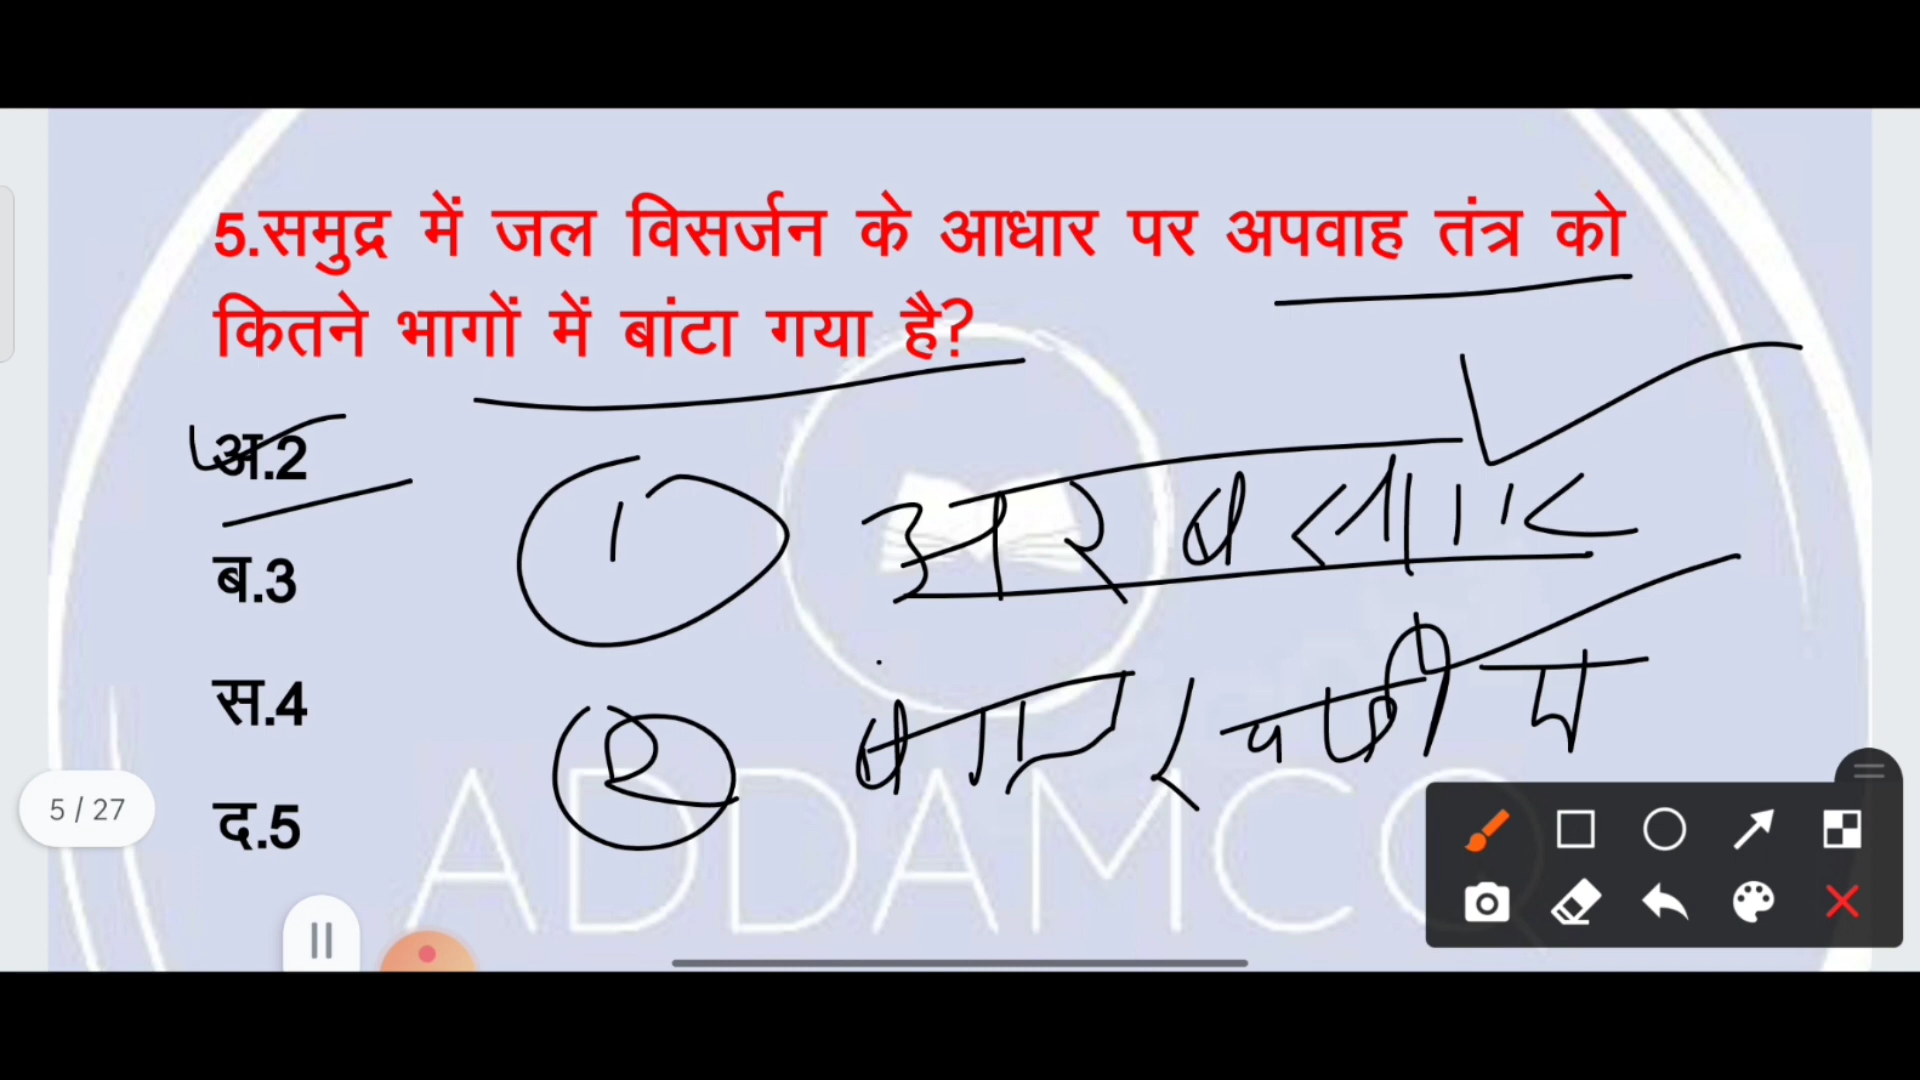 5.समुद्र में जल विसर्जन के आधार पर अपवाह तंत्र को
कितने भागों में बांटा गया है?
अ.2
ब.3
स.4
द.5
1
अरब सागर
2
बंगाल
5 / 27
ADDAMCQ